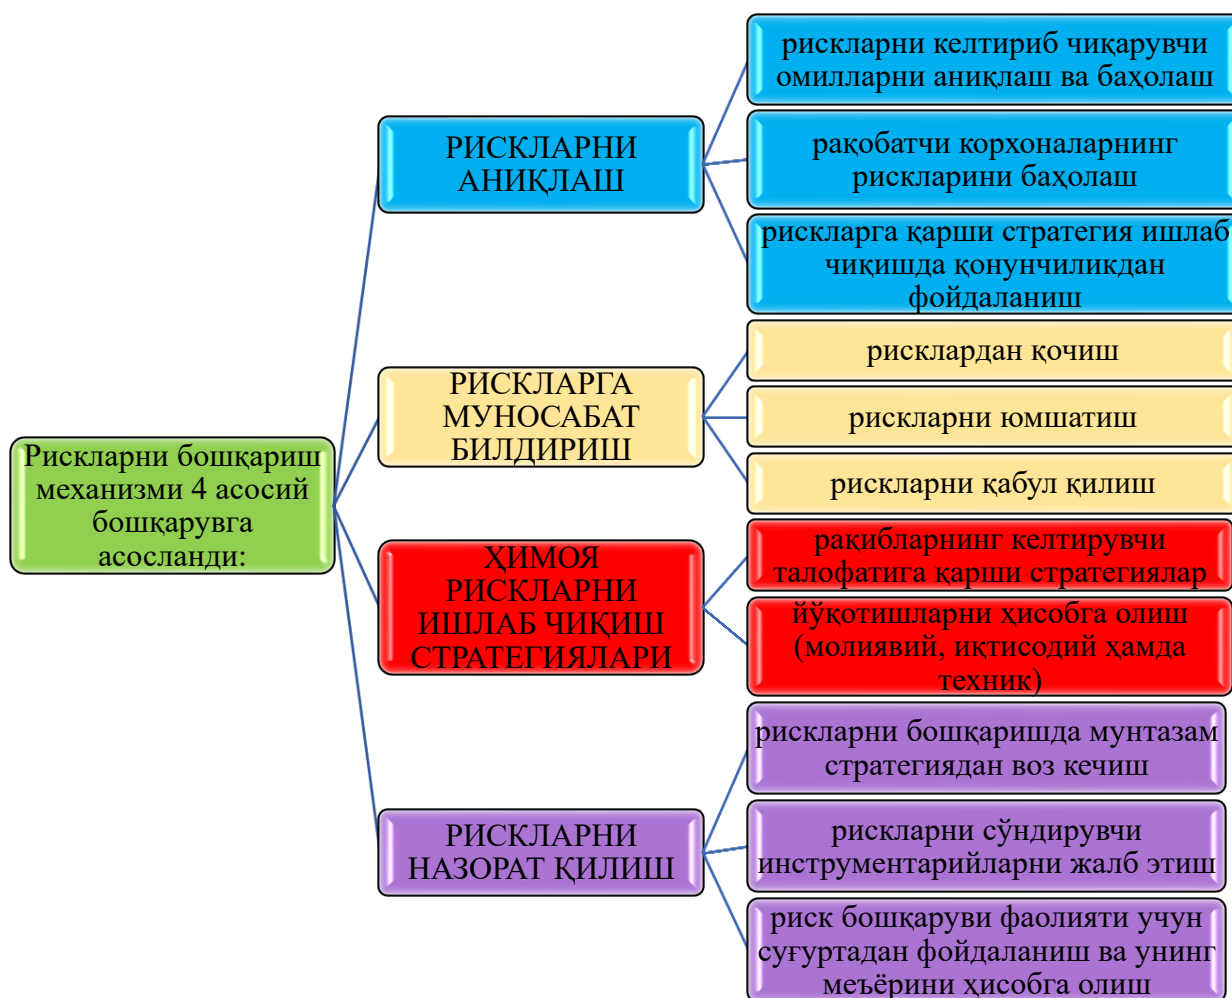 Рискларни бошқариш
механизми 4 асосий
бошқарувга
асосланди:
РИСКЛАРНИ
АНИҚЛАШ
рискларни келтириб чиқарувчи
омилларни аниқлаш ва баҳолаш
рақобатчи корхоналарнинг
рискларини баҳолаш
рискларга қарши стратегия ишлаб
чиқишда қонунчиликдан
фойдаланиш
РИСКЛАРГА
МУНОСАБАТ
БИЛДИРИШ
рисклардан қочиш
рискларни юмшатиш
рискларни қабул қилиш
ҲИМОЯ
РИСКЛАРНИ
ИШЛАБ ЧИҚИШ
СТРАТЕГИЯЛАРИ
рақибларнинг келтирувчи
талофатига қарши стратегиялар
йўқотишларни ҳисобга олиш
(молиявий, иқтисодий ҳамда
техник)
РИСКЛАРНИ
НАЗОРАТ ҚИЛИШ
рискларни бошқаришда мунтазам
стратегиядан воз кечиш
рискларни сўндирувчи
инструментарийларни жалб этиш
риск бошқаруви фаолияти учун
суғуртадан фойдаланиш ва унинг
меъёрини ҳисобга олиш